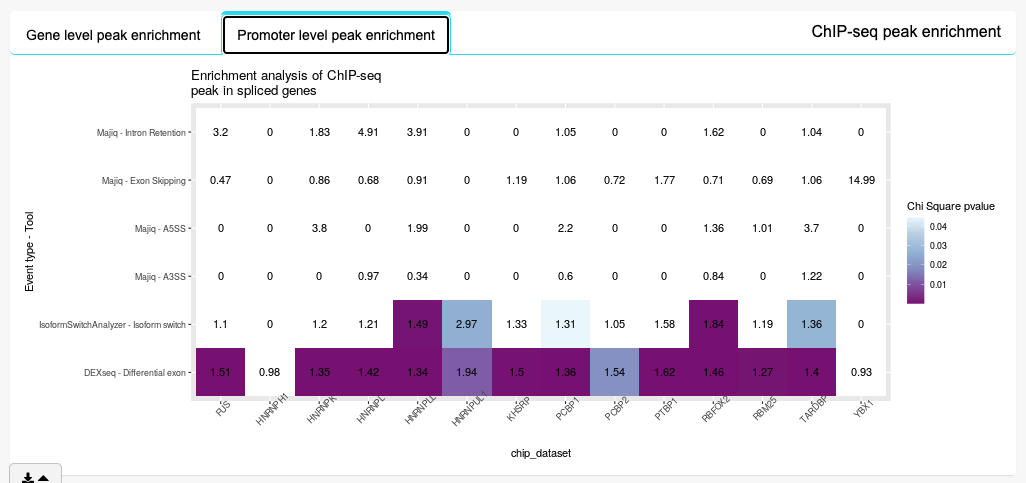 Gene level peak enrichment
Promoter level peak enrichment
ChIP-seq peak enrichment
Enrichment analysis of ChIP-seq
peak in spliced genes
Event type - Tool
Majiq - Intron Retention 3.2 0 1.83 4.91 3.91 0 0 1.05 0 0 1.62 0 1.04 0
Majiq - Exon Skipping 0.47 0 0.86 0.68 0.91 0 1.19 1.06 0.72 1.77 0.71 0.69 1.06 14.99
Majiq - A5SS 0 0 3.8 0 1.99 0 0 2.2 0 0 1.36 1.01 3.7 0
Majiq - A3SS 0 0 0 0.97 0.34 0 0 0.6 0 0 0.84 0 1.22 0
IsoformSwitchAnalyzer - Isoform switch 1.1 0 1.2 1.21 1.49 2.97 1.33 1.31 1.05 1.58 1.84 1.19 1.36 0
DEXseq - Differential exon 1.51 0.98 1.35 1.42 1.34 1.94 1.5 1.36 1.54 1.62 1.46 1.27 1.4 0.93
FUS HNRNPH1 HNRNPK HNRNPL HNRNPLL HNRNPUL1 KHSRP PCBP1 PCBP2 PTBP1 RBFOX2 RBM25 TARDBP YBX1
chip_dataset
Chi Square pvalue
0.04
0.03
0.02
0.01